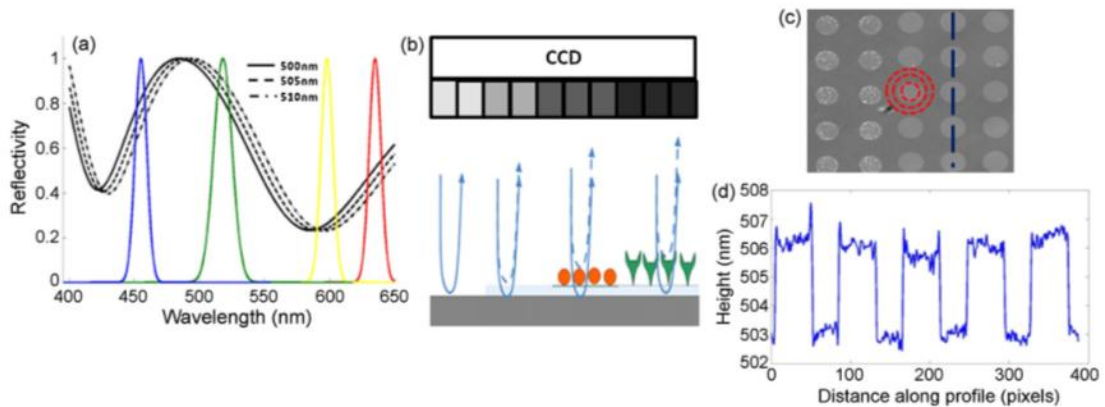 (a)
500nm
505nm
510nm
1
0.8
0.6
0.4
0.2
0
Reflectivity
400 450 500 550 600 650
Wavelength (nm)
(b)
CCD
(c)
(d)
508
507
506
505
504
503
502
Height (nm)
0 100 200 300 400
Distance along profile (pixels)